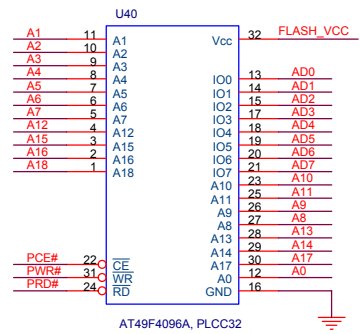 U40
A1 11 A1 Vcc 32 FLASH_VCC
A2 10 A2
A3 9 A3
A4 8 A4 IO0 13 AD0
A5 7 A5 IO1 14 AD1
A6 6 A6 IO2 15 AD2
A7 5 A7 IO3 17 AD3
A12 4 A12 IO4 18 AD4
A15 3 A15 IO5 19 AD5
A16 2 A16 IO6 20 AD6
A18 1 A18 IO7 21 AD7
A10 23 A10
A11 25 A11
A9 26 A9
A8 27 A8
A13 28 A13
A14 29 A14
PCE# 22 CE A17 30 A17
PWR# 31 WR A0 12 A0
PRD# 24 RD GND 16
AT49F4096A, PLCC32